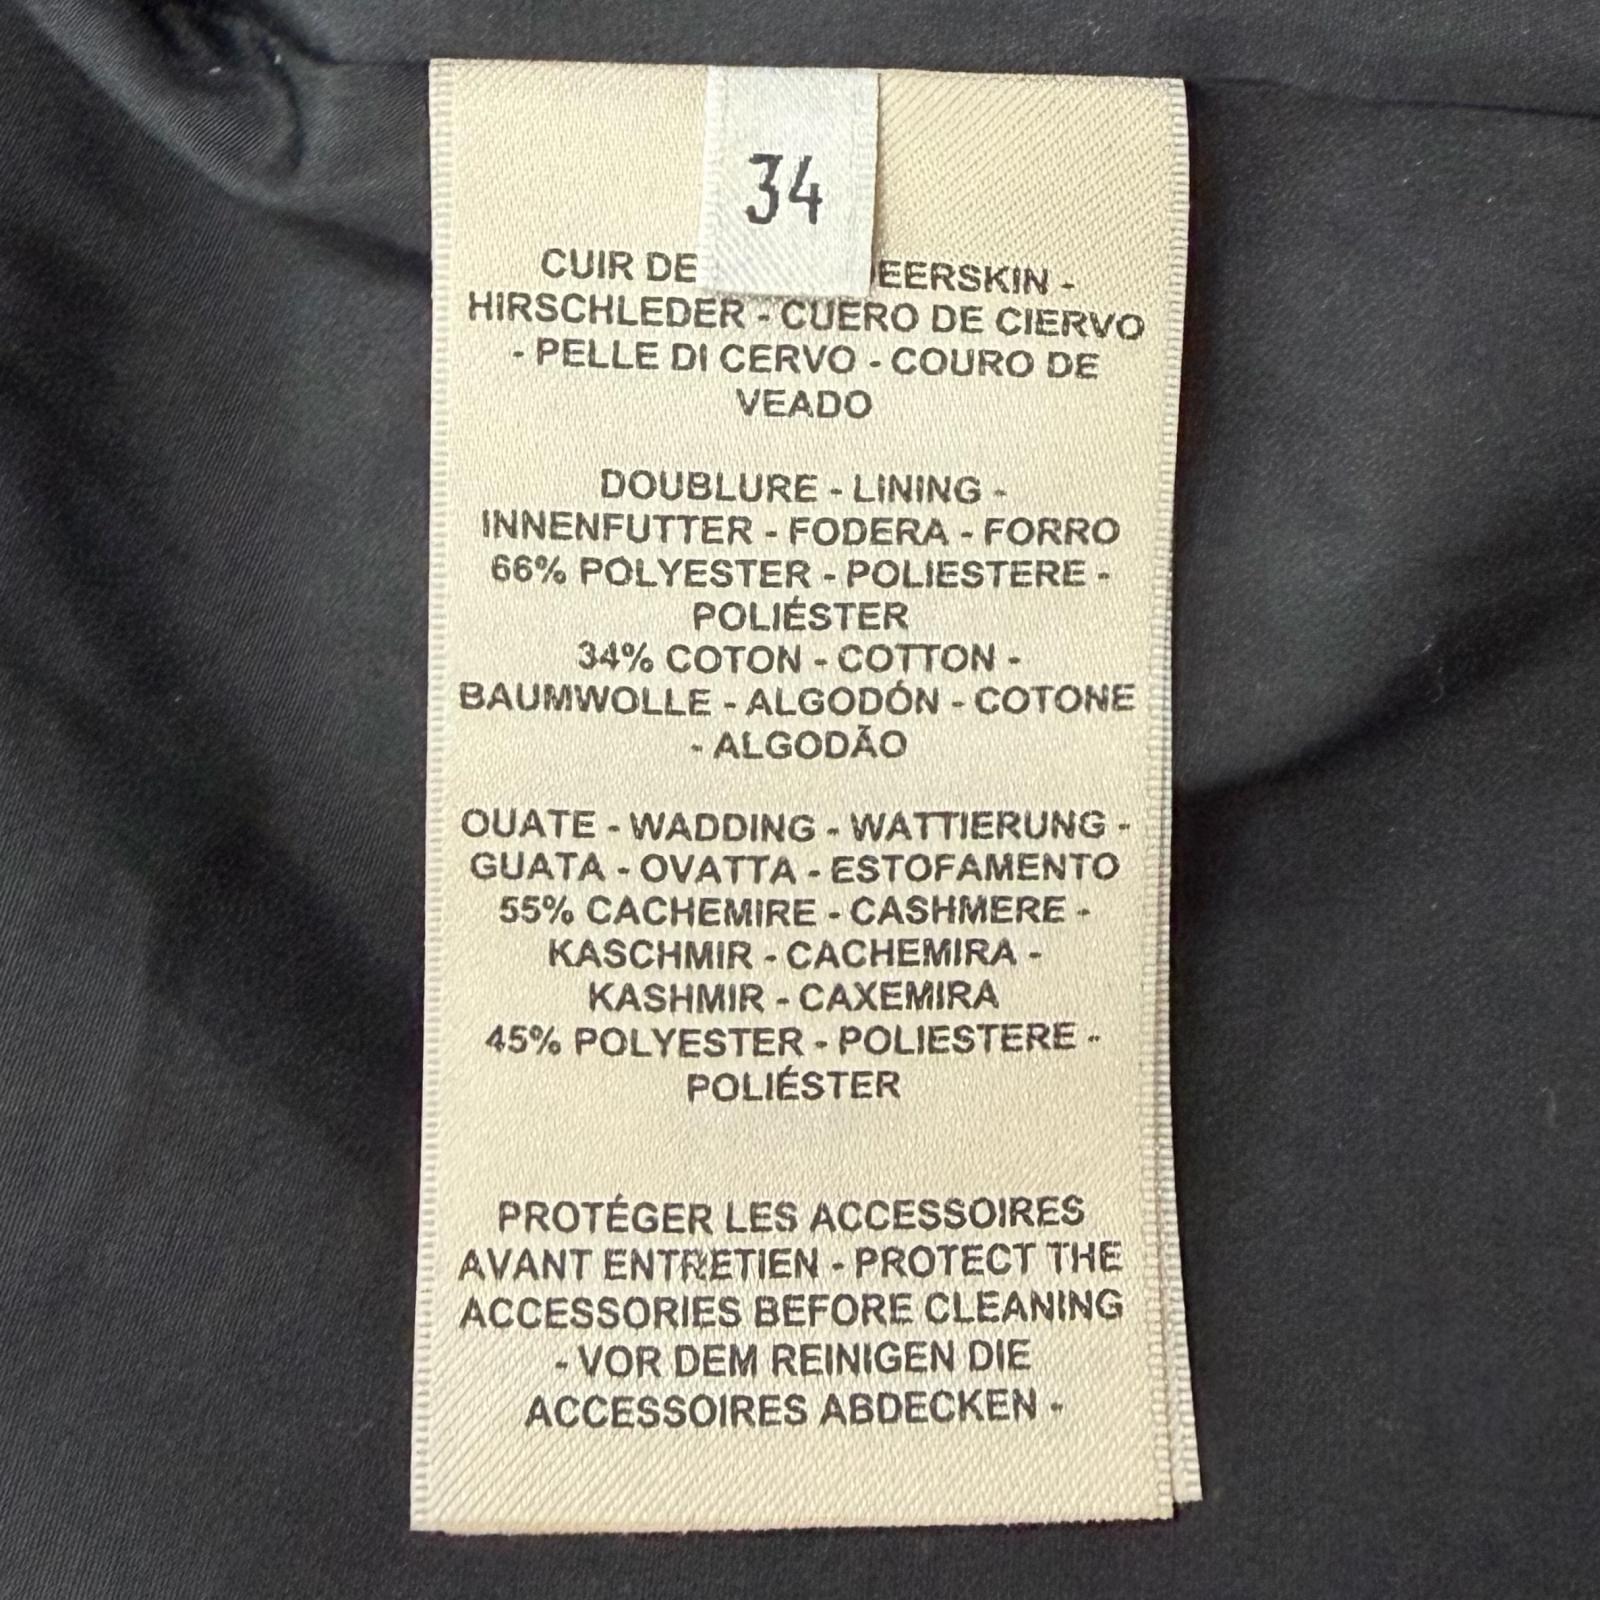 34
CUIR DE EERSKIN -
HIRSCHLEDER - CUERO DE CIERVO
- PELLE DI CERVO - COURO DE
VEADO
DOUBLURE - LINING -
INNENFUTTER - FODERA - FORRO
66% POLYESTER - POLIESTERE -
POLIÉSTER
34% COTON - COTTON -
BAUMWOLLE - ALGODÓN - COTONE
- ALGODÃO
OUATE - WADDING - WATTIERUNG -
GUATA - OVATTA - ESTOFAMENTO
55% CACHEMIRE - CASHMERE -
KASCHMIR - CACHEMIRA -
KASHMIR - CAXEMIRA
45% POLYESTER - POLIESTERE -
POLIÉSTER
PROTÉGER LES ACCESSOIRES
AVANT ENTRETIEN - PROTECT THE
ACCESSORIES BEFORE CLEANING
- VOR DEM REINIGEN DIE
ACCESSOIRES ABDECKEN -